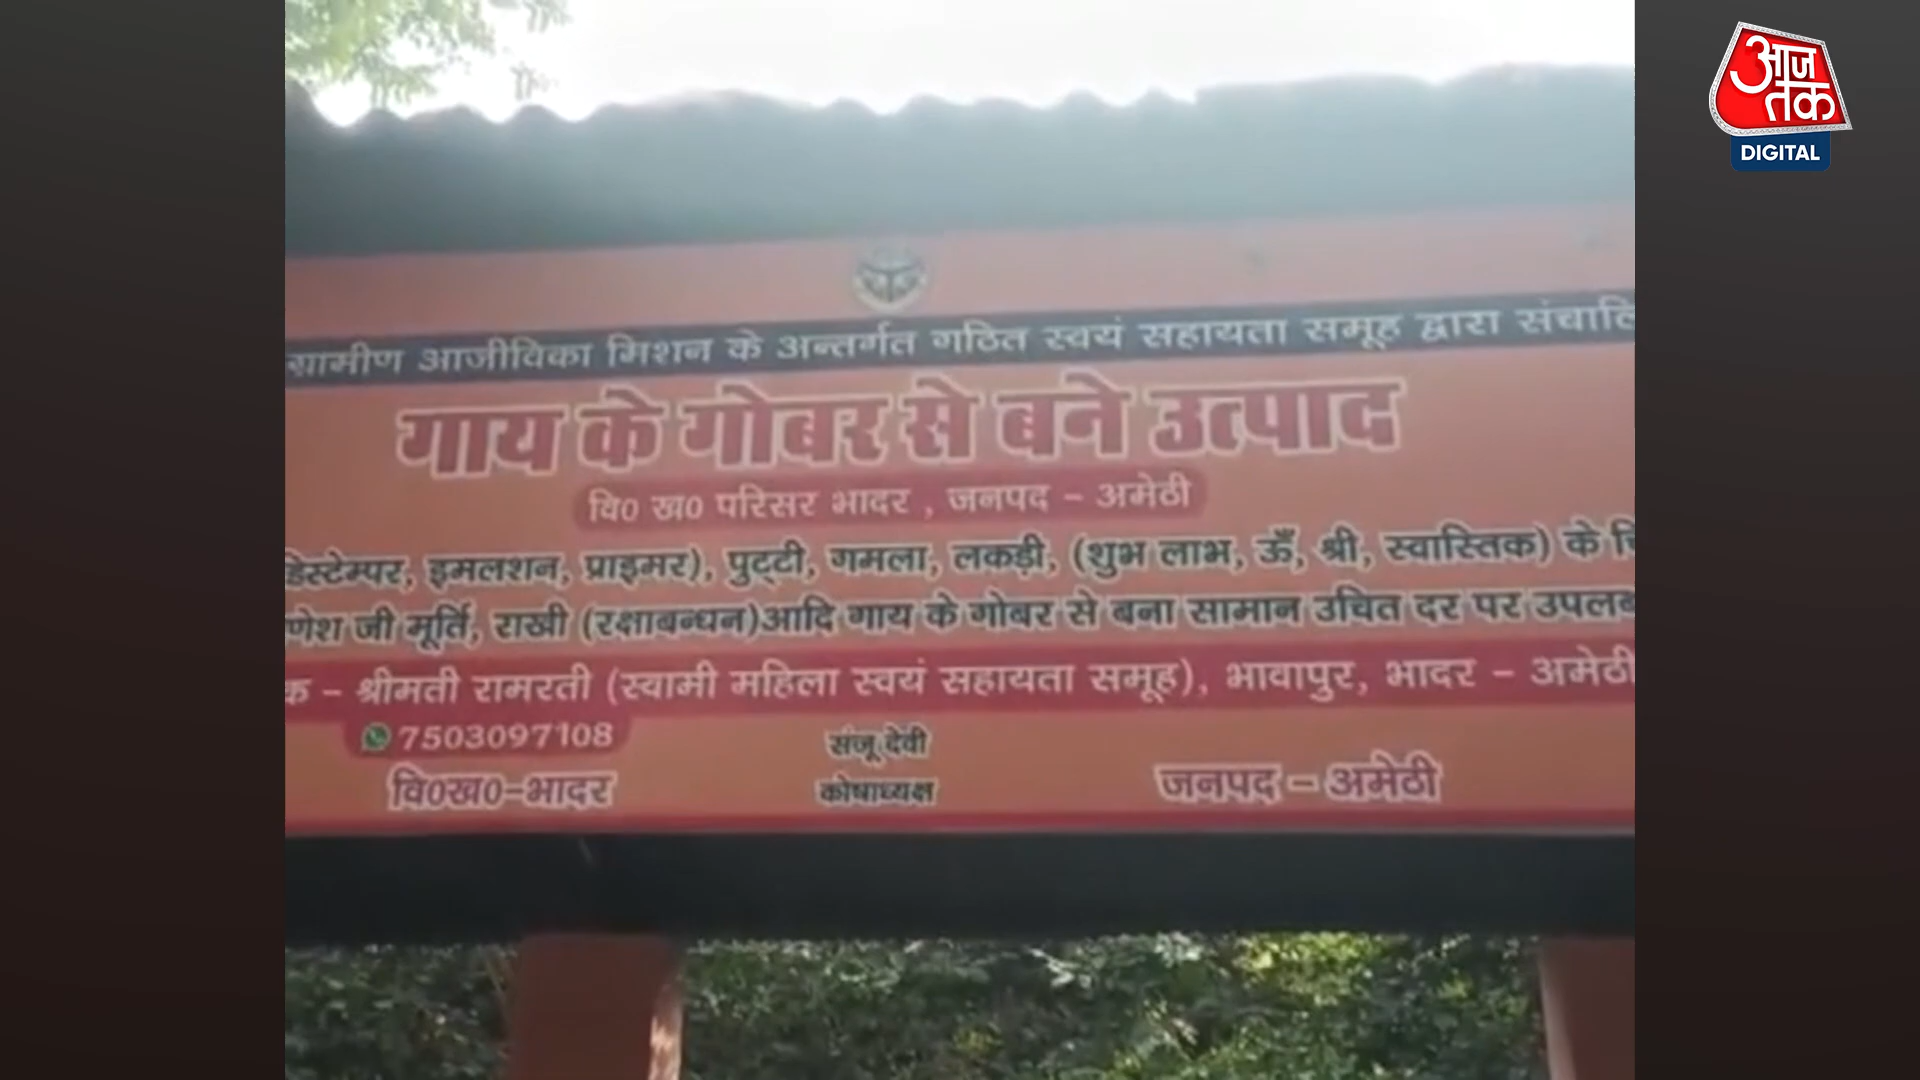 आज
तक
DIGITAL
ग्रामीण आजीविका मिशन के अन्तर्गत गठित स्वयं सहायता समूह द्वारा संचालि
गाय के गोबर से बने उत्पाद
वि0 ख0 परिसर भादर , जनपद - अमेठी
डिस्टेम्पर, इमलशन, प्राइमर), पुट्टी, गमला, लकड़ी, (शुभ लाभ, ऊँ, श्री, स्वास्तिक) के
णेश जी मूर्ति, राखी (रक्षाबन्धन)आदि गाय के गोबर से बना सामान उचित दर पर उपलब
क - श्रीमती रामरती (स्वामी महिला स्वयं सहायता समूह), भावापुर, भादर - अमेठी
7503097108
संजू देवी
वि0ख0-भादर
कोषाध्यक्ष
जनपद - अमेठी